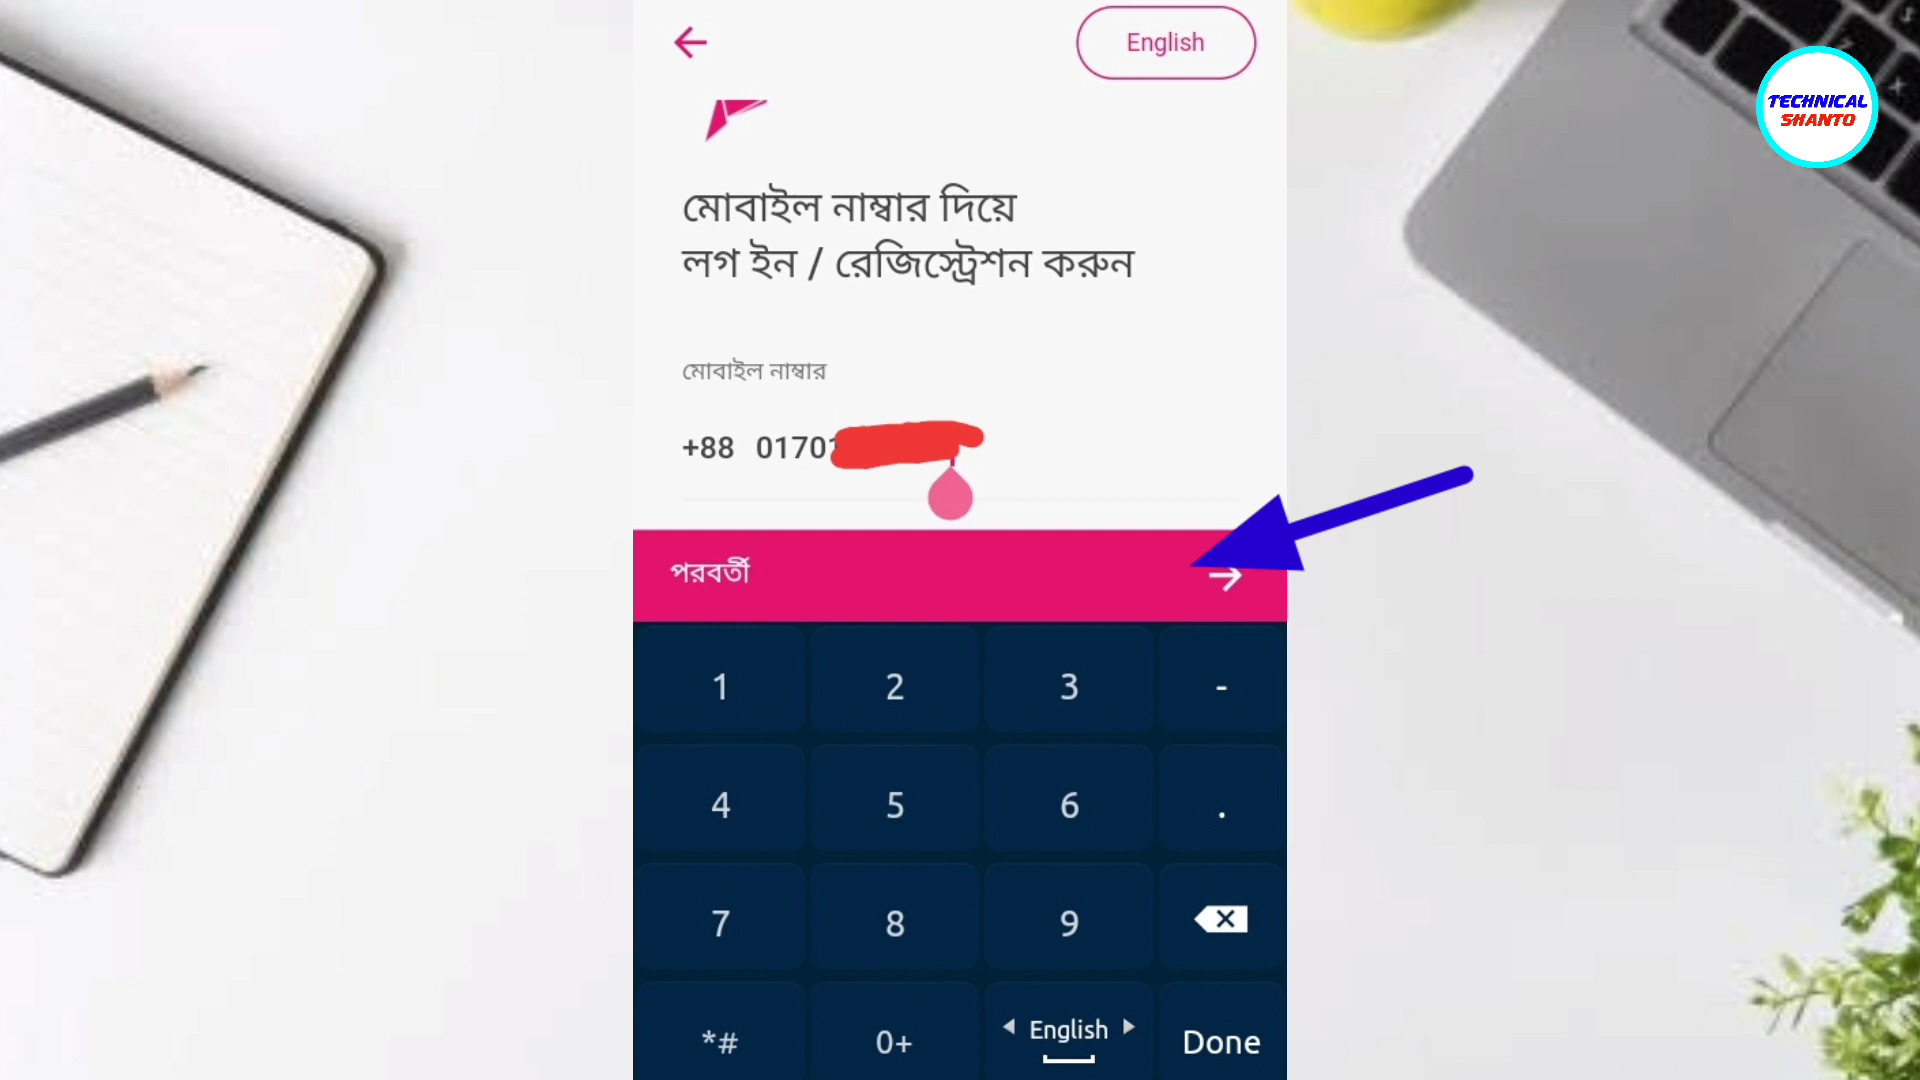 English
TECHNICAL
SHANTO
মোবাইল নাম্বার দিয়ে
লগ ইন / রেজিস্ট্রেশন করুন
মোবাইল নাম্বার
+88 01701
পরবর্তী
1 2 3 -
4 5 6 .
7 8 9
*# 0+ English Done